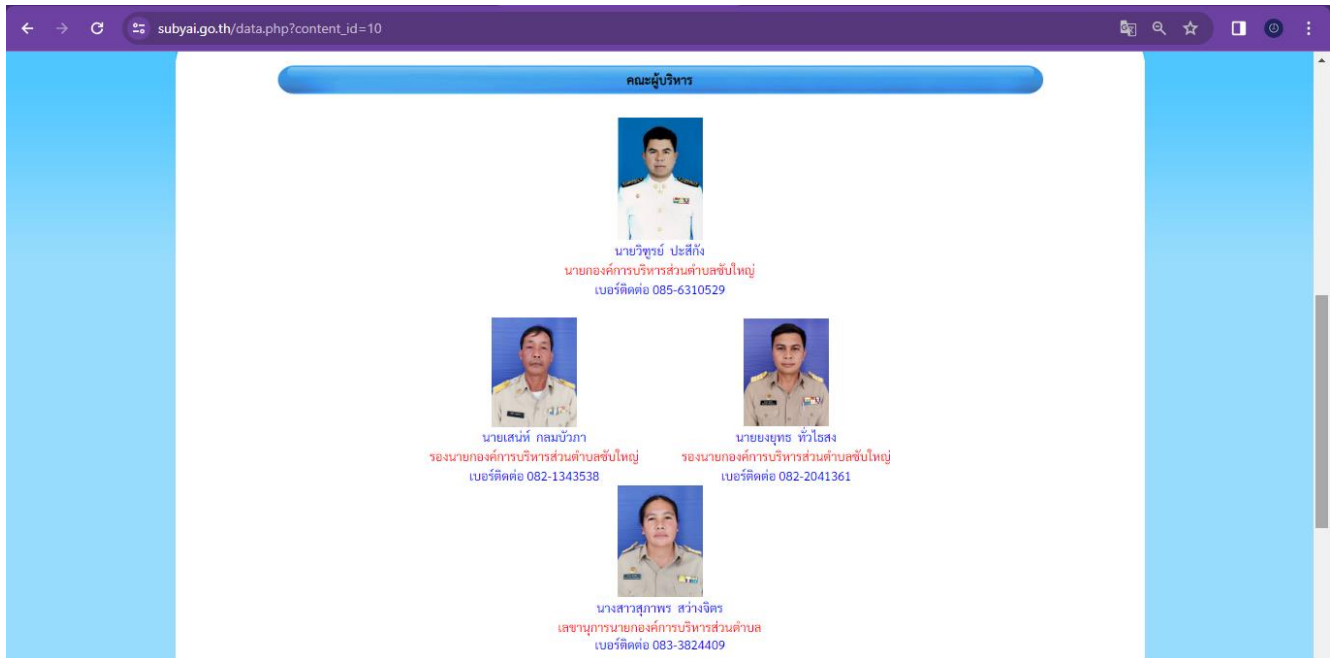 subyai.go.th/data.php?content_id=10
คณะผู้บริหาร
นายวิฑูรย์ ปะสีกัง
นายกองค์การบริหารส่วนตำบลซับใหญ่
เบอร์ติดต่อ 085-6310529
นายเสน่ห์ กลมบัวภา
รองนายกองค์การบริหารส่วนตำบลซับใหญ่
เบอร์ติดต่อ 082-1343538
นายยงยุทธ ทั่วไธสง
รองนายกองค์การบริหารส่วนตำบลซับใหญ่
เบอร์ติดต่อ 082-2041361
นางสาวสุภาพร สว่างจิตร
เลขานุการนายกองค์การบริหารส่วนตำบล
เบอร์ติดต่อ 083-3824409